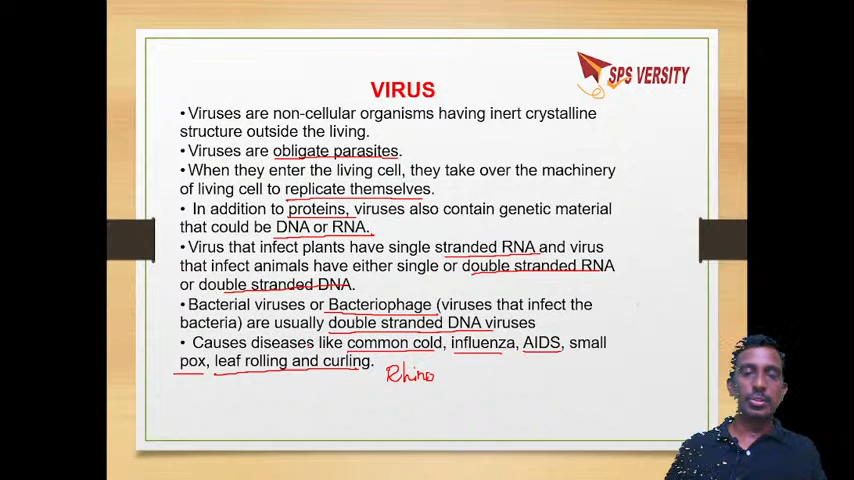 SPS VERSITY
VIRUS
•Viruses are non-cellular organisms having inert crystalline
structure outside the living.
•Viruses are obligate parasites.
•When they enter the living cell, they take over the machinery
of living cell to replicate themselves.
• In addition to proteins, viruses also contain genetic material
that could be DNA or RNA.
•Virus that infect plants have single stranded RNA and virus
that infect animals have either single or double stranded RNA
or double stranded DNA.
•Bacterial viruses or Bacteriophage (viruses that infect the
bacteria) are usually double stranded DNA viruses
• Causes diseases like common cold, influenza, AIDS, small
pox, leaf rolling and curling.
Rhino